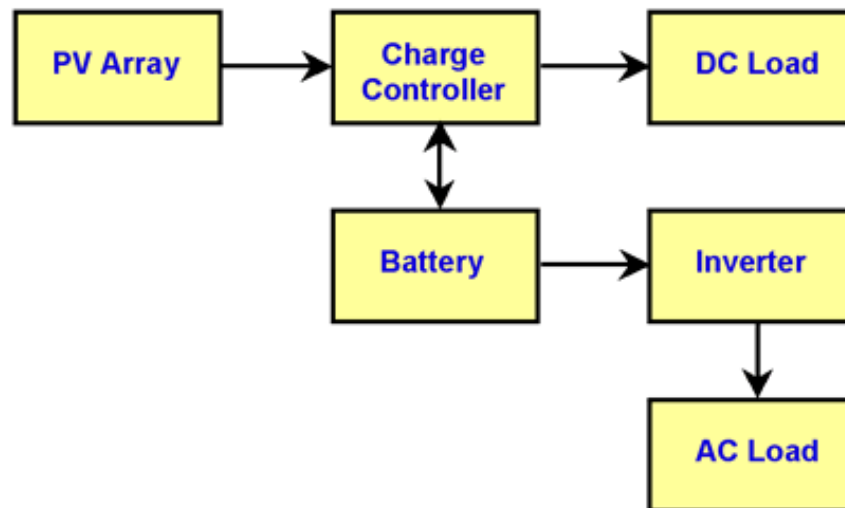 PV Array
Charge
Controller
DC Load
Battery
Inverter
AC Load